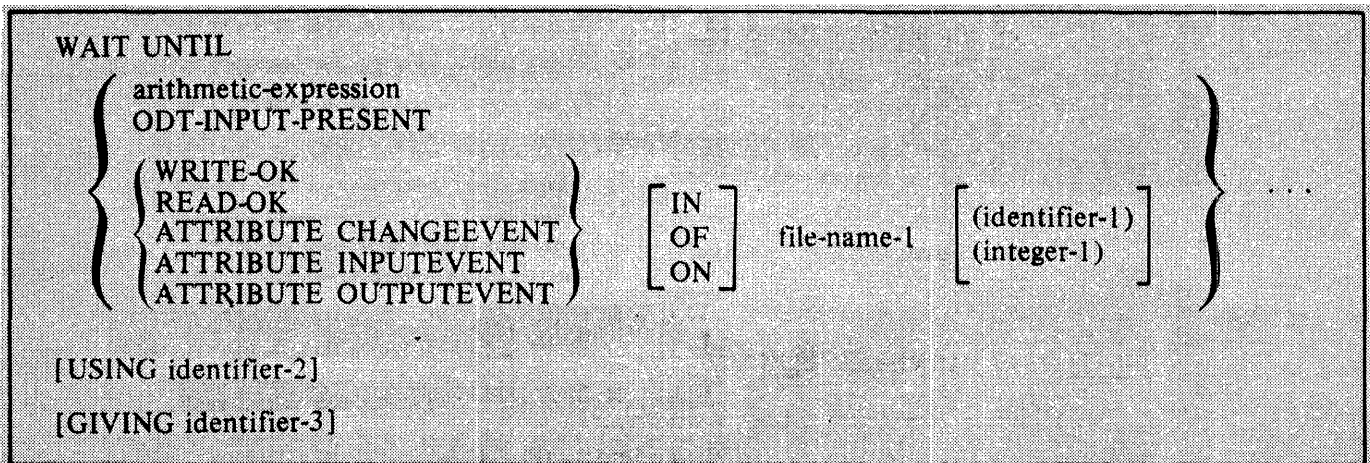 WAIT UNTIL
arithmetic-expression
ODT-INPUT-PRESENT
WRITE-OK
READ-OK
ATTRIBUTE CHANGEEVENT
ATTRIBUTE INPUTEVENT
ATTRIBUTE OUTPUTEVENT
[IN
OF
ON]
file-name-1
[(identifier-1)
(integer-1)]
...
[USING identifier-2]
[GIVING identifier-3]